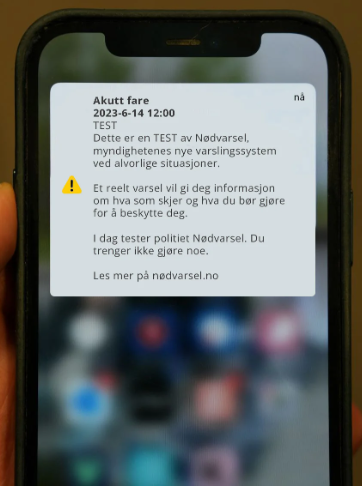 Akutt fare
nå
2023-6-14 12:00
TEST
Dette er en TEST av Nødvarsel,
myndighetenes nye varslingssystem
ved alvorlige situasjoner.
Et reelt varsel vil gi deg informasjon
om hva som skjer og hva du bør gjøre
for å beskytte deg.
I dag tester politiet Nødvarsel. Du
trenger ikke gjøre noe.
Les mer på nødvarsel.no